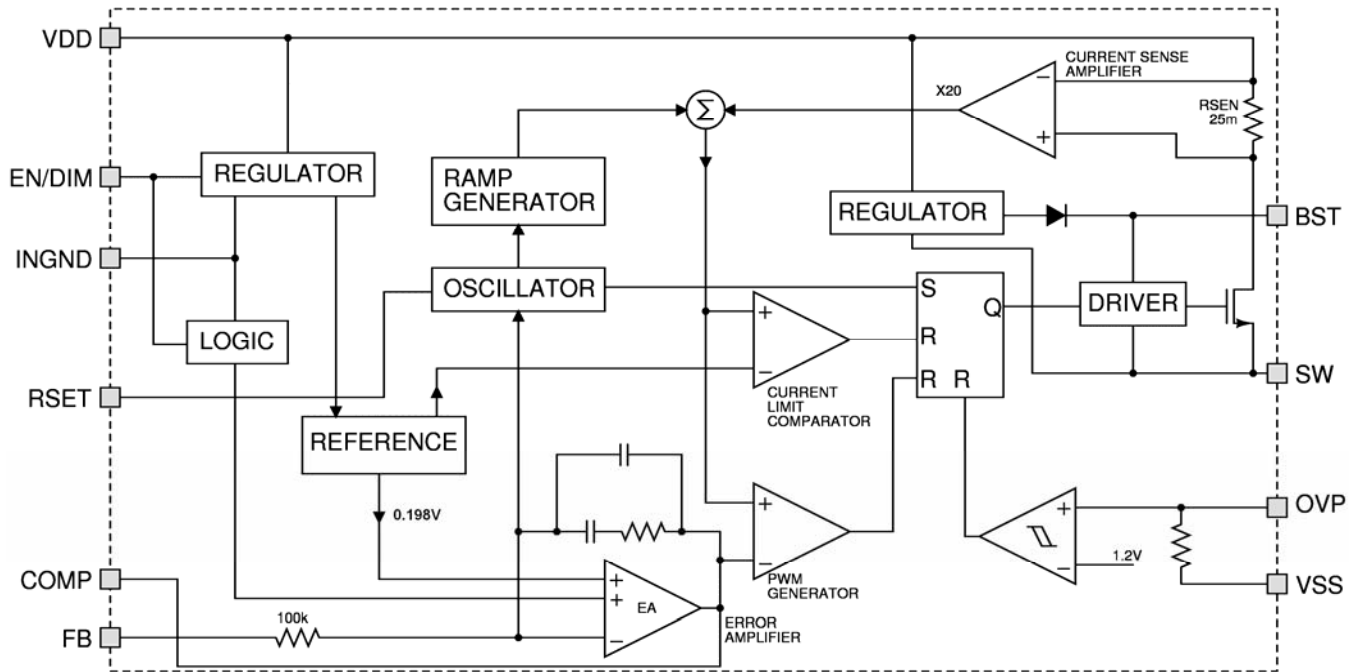 VDD
CURRENT SENSE
AMPLIFIER
X20
−
+
RSEN
25m
Σ
EN/DIM
REGULATOR
RAMP
GENERATOR
REGULATOR
BST
INGND
OSCILLATOR
S
Q
R
R R
DRIVER
LOGIC
+
−
CURRENT
LIMIT
COMPARATOR
RSET
SW
REFERENCE
0.198V
+
−
PWM
GENERATOR
+
−
1.2V
OVP
VSS
COMP
+
+
−
EA
ERROR
AMPLIFIER
100k
FB